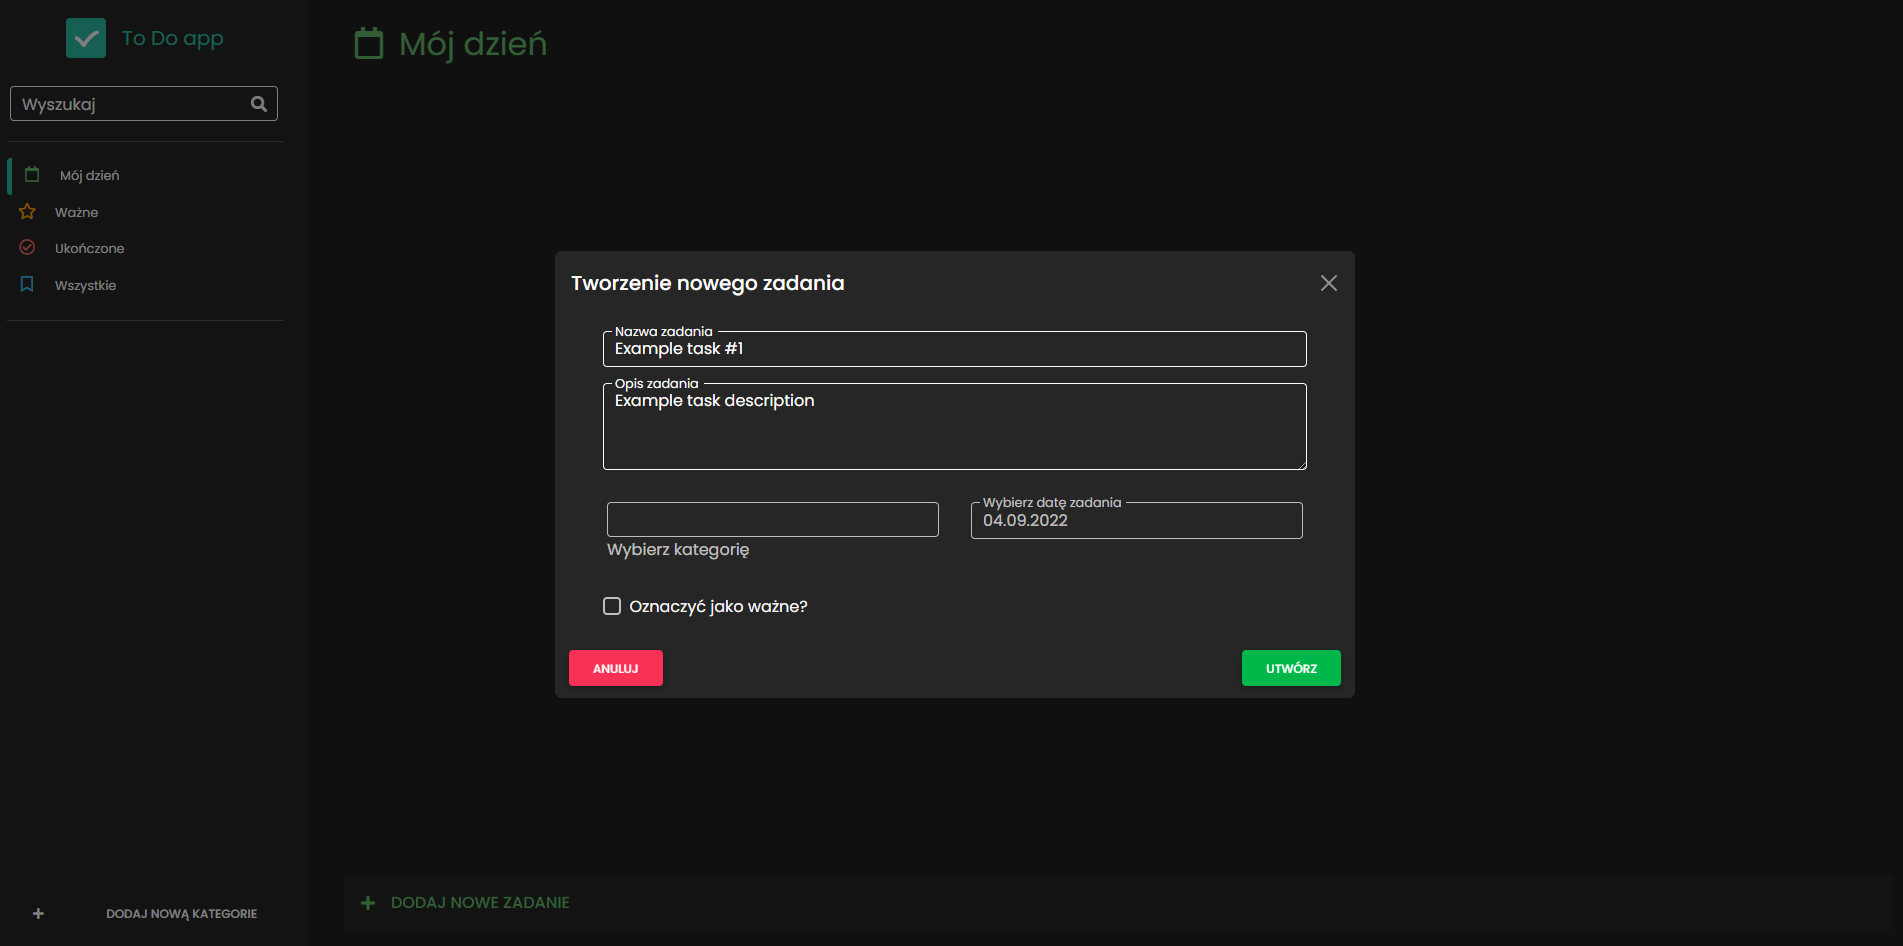 To Do app
Wyszukaj
Mój dzień
Ważne
Ukończone
Wszystkie
DODAJ NOWĄ KATEGORIE
Mój dzień
Tworzenie nowego zadania
Nazwa zadania
Example task #1
Opis zadania
Example task description
Wybierz kategorię
Wybierz datę zadania
04.09.2022
Oznaczyć jako ważne?
ANULUJ
UTWÓRZ
DODAJ NOWE ZADANIE